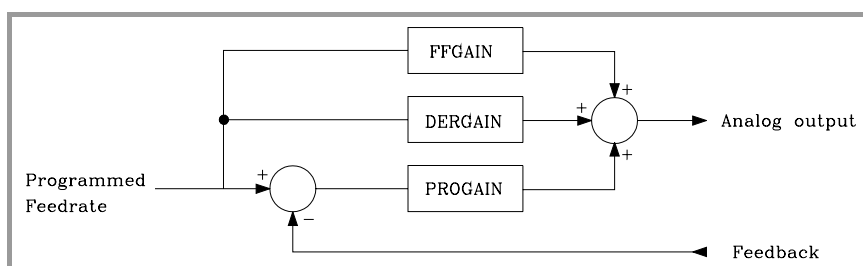 FFGAIN
+
+
DERGAIN
Analog output
+
Programmed
Feedrate
+
PROGAIN
−
Feedback